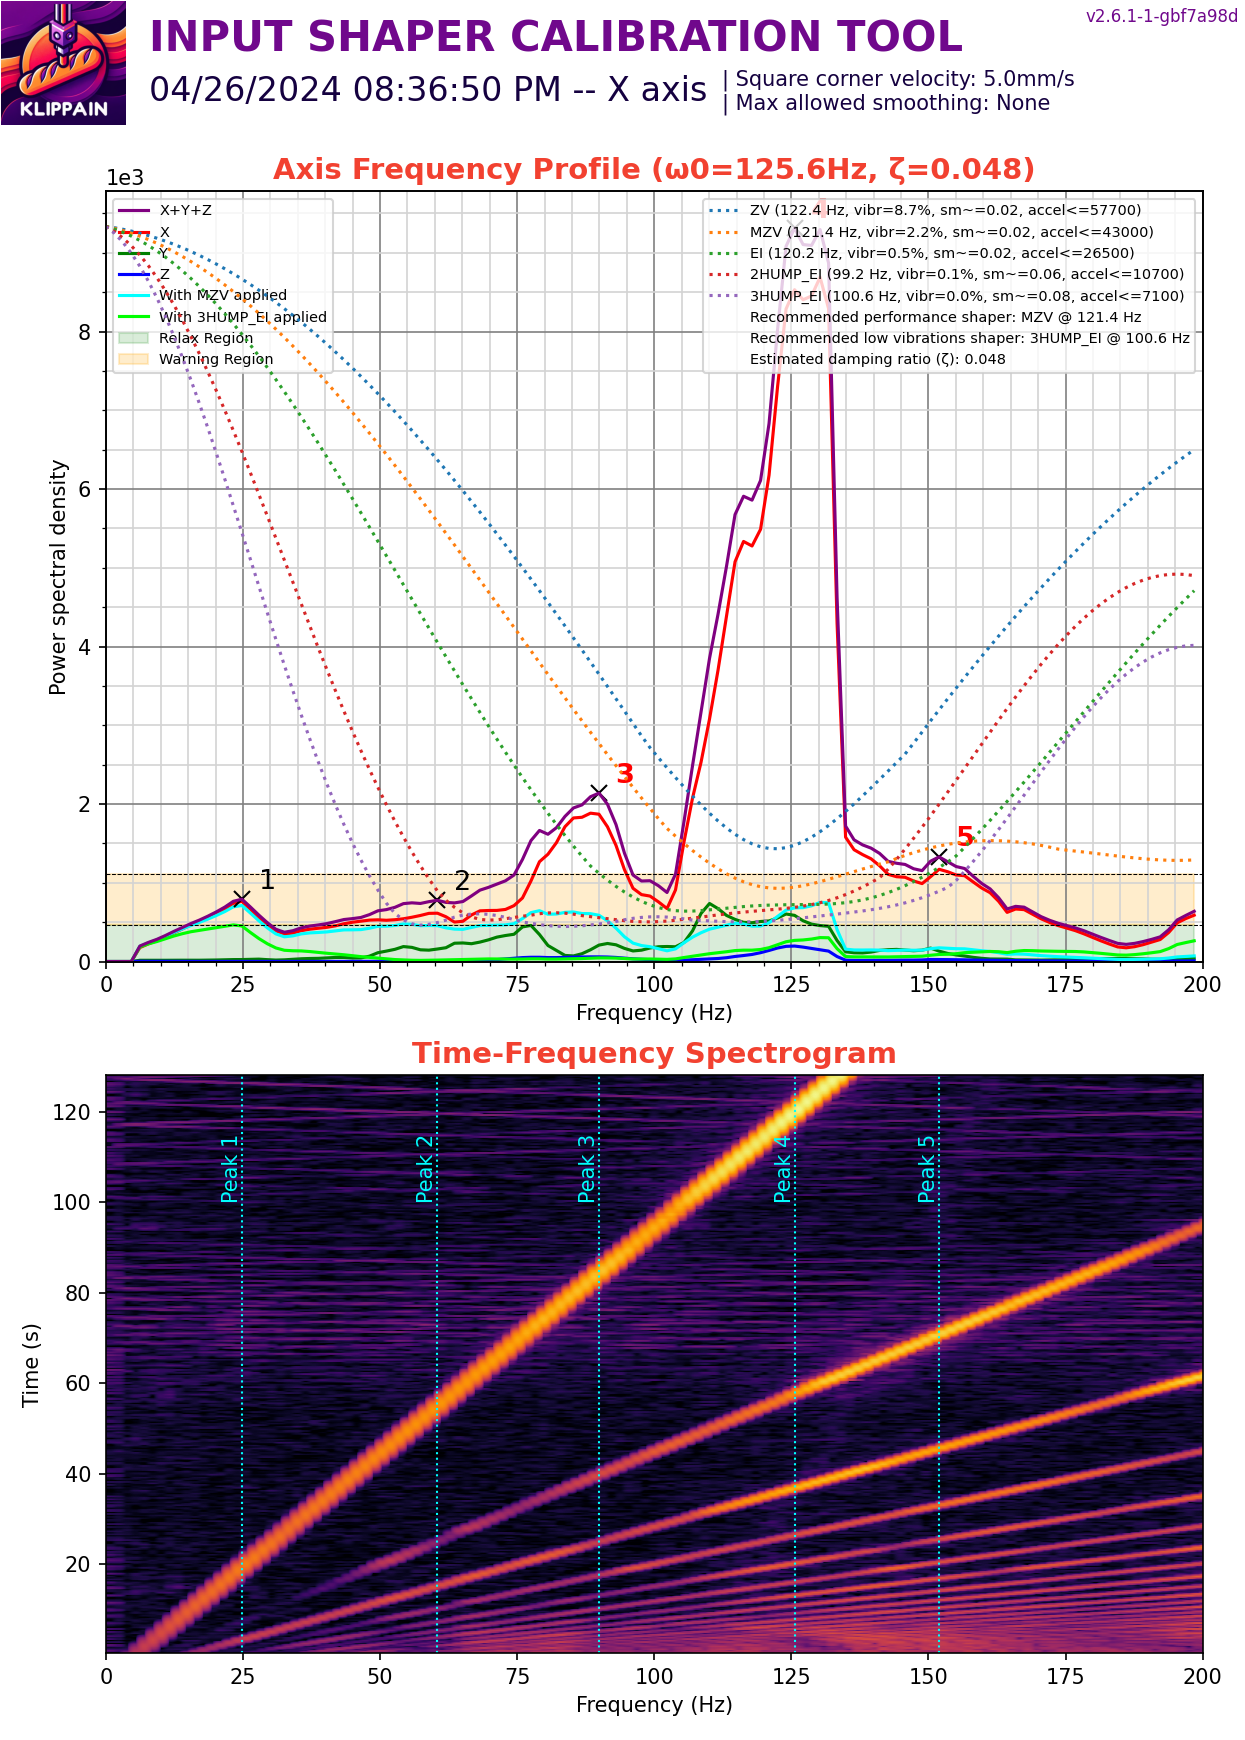 v2.6.1-1-gbf7a98d
INPUT SHAPER CALIBRATION TOOL
04/26/2024 08:36:50 PM -- X axis
| Square corner velocity: 5.0mm/s
| Max allowed smoothing: None
KLIPPAIN
Axis Frequency Profile (ω0=125.6Hz, ζ=0.048)
1e3
X+Y+Z
X
Y
Z
With MZV applied
With 3HUMP_EI applied
Relax Region
Warning Region
ZV (122.4 Hz, vibr=8.7%, sm~=0.02, accel<=57700)
MZV (121.4 Hz, vibr=2.2%, sm~=0.02, accel<=43000)
EI (120.2 Hz, vibr=0.5%, sm~=0.02, accel<=26500)
2HUMP_EI (99.2 Hz, vibr=0.1%, sm~=0.06, accel<=10700)
3HUMP_EI (100.6 Hz, vibr=0.0%, sm~=0.08, accel<=7100)
Recommended performance shaper: MZV @ 121.4 Hz
Recommended low vibrations shaper: 3HUMP_EI @ 100.6 Hz
Estimated damping ratio (ζ): 0.048
Power spectral density
8
6
4
2
0
1
2
3
5
0 25 50 75 100 125 150 175 200
Frequency (Hz)
Time-Frequency Spectrogram
Time (s)
120
100
80
60
40
20
Peak 1
Peak 2
Peak 3
Peak 4
Peak 5
0 25 50 75 100 125 150 175 200
Frequency (Hz)